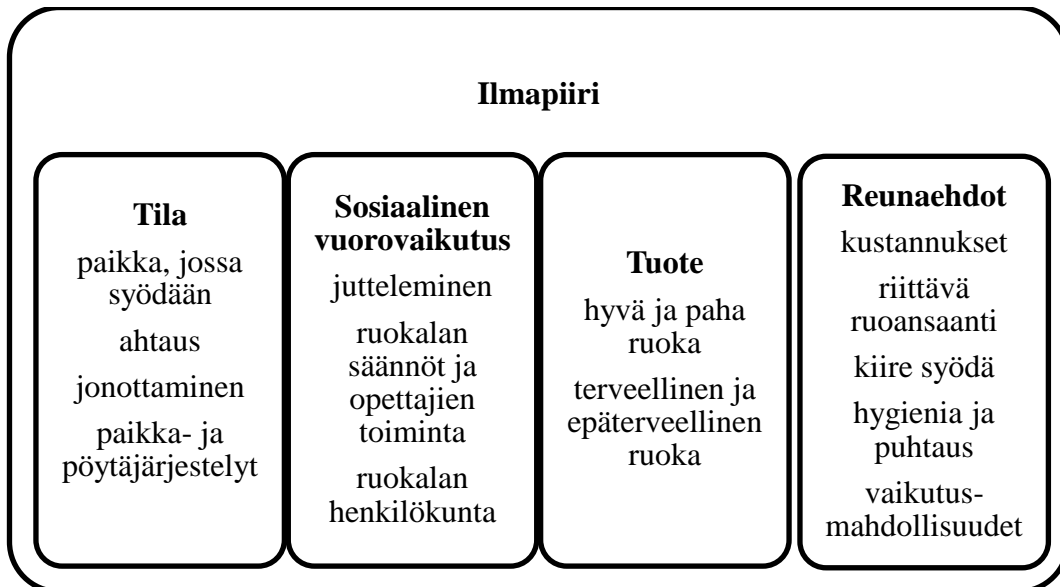 Ilmapiiri
Tila
paikka, jossa
syödään
ahtaus
jonottaminen
paikka- ja
pöytäjärjestelyt
Sosiaalinen
vuorovaikutus
jutteleminen
ruokalan
säännöt ja
opettajien
toiminta
ruokalan
henkilökunta
Tuote
hyvä ja paha
ruoka
terveellinen ja
epäterveellinen
ruoka
Reunaehdot
kustannukset
riittävä
ruoansaanti
kiire syödä
hygienia ja
puhtaus
vaikutus-
mahdollisuudet